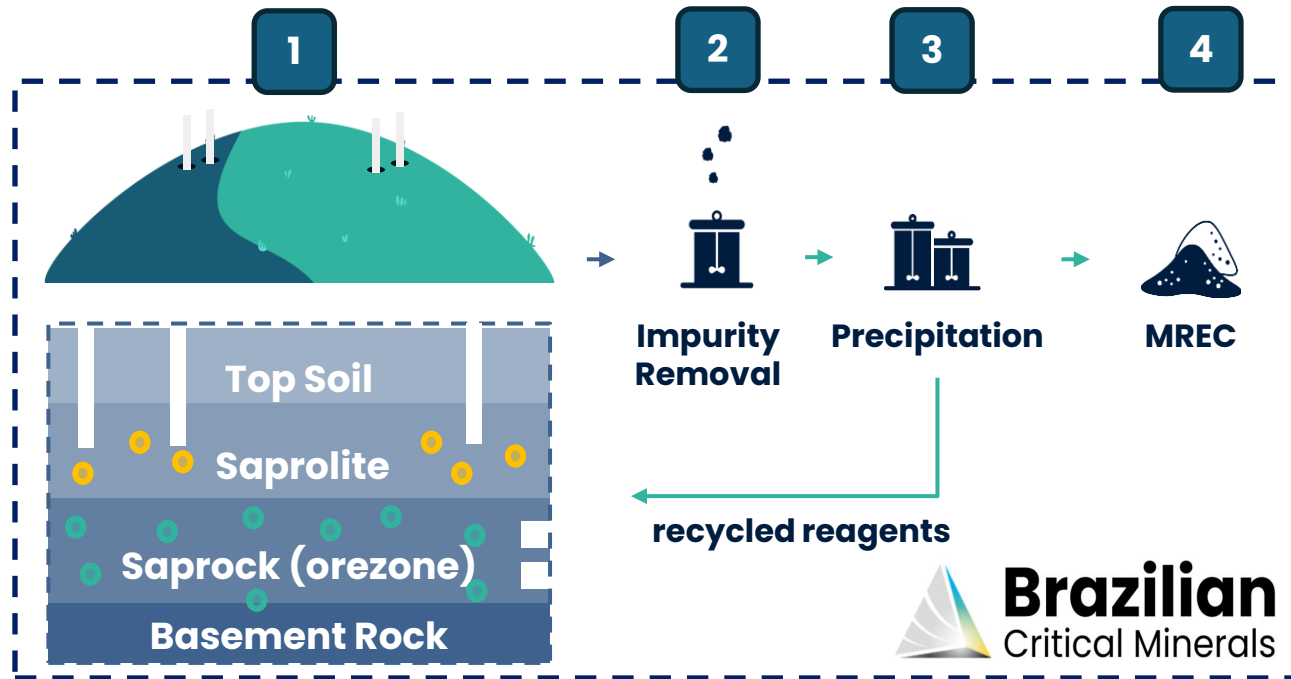 1
2
3
4
Impurity
Removal
Precipitation
MREC
Top Soil
Saprolite
Saprock (orezone)
Basement Rock
recycled reagents
Brazilian
Critical Minerals